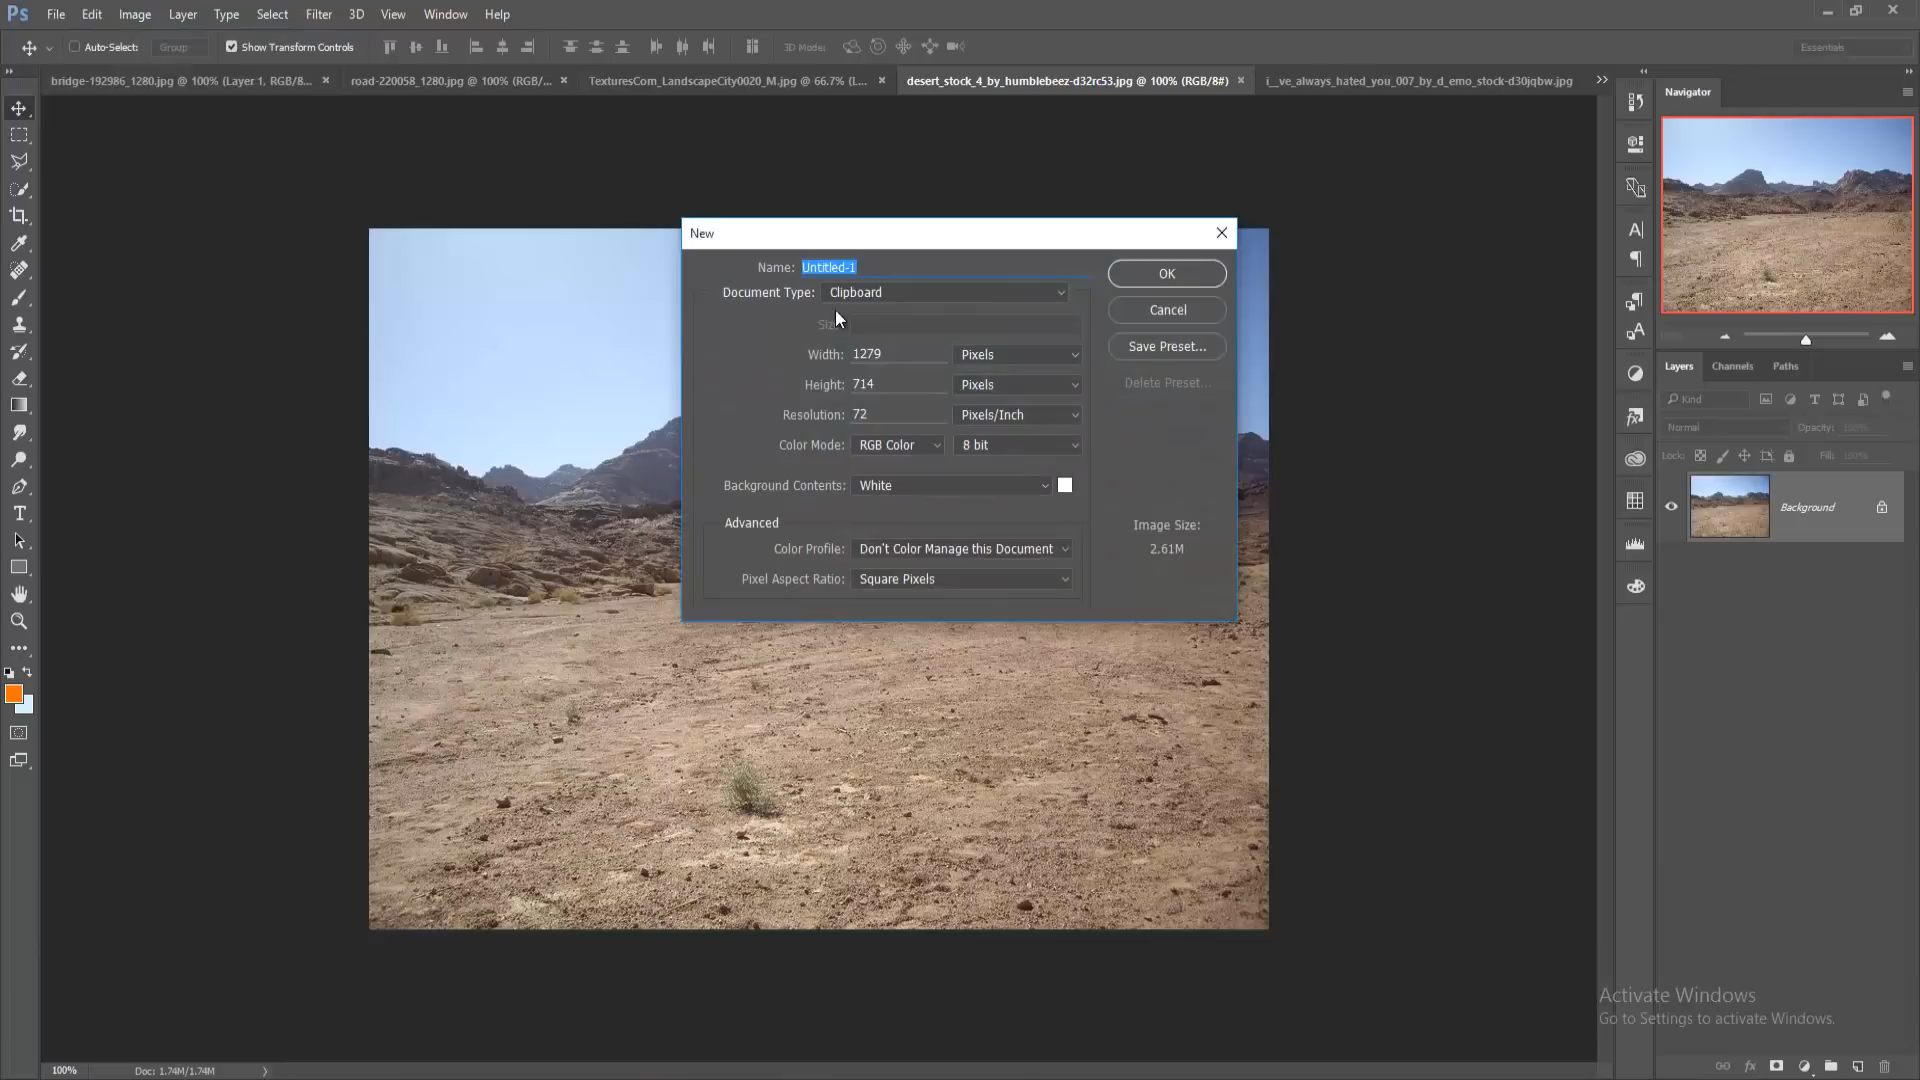 Ps File Edit Image Layer Type Select Filter 3D View Window Help
Auto-Select: Group Show Transform Controls 3D Mode: Essentials
bridge-192986_1280.jpg @ 100% (Layer 1, RGB/8... × road-220058_1280.jpg @ 100% (RGB/... × TexturesCom_LandscapeCity0020_M.jpg @ 66.7% (L... × desert_stock_4_by_humblebeez-d32rc53.jpg @ 100% (RGB/8#) × i__ve_always_hated_you_007_by_d_emo_stock-d30jqbw.jpg
Navigator
New
Name: Untitled-1
OK
Document Type: Clipboard
Cancel
Width: 1279 Pixels
Save Preset...
Height: 714 Pixels
Delete Preset...
Resolution: 72 Pixels/Inch
Color Mode: RGB Color 8 bit
Background Contents: White
Advanced
Image Size:
Color Profile: Don't Color Manage this Document
2.61M
Pixel Aspect Ratio: Square Pixels
Layers Channels Paths
Kind
Normal Opacity: 100%
Lock: Fill: 100%
Background
Activate Windows
Go to Settings to activate Windows.
100% Doc: 1.74M/1.74M